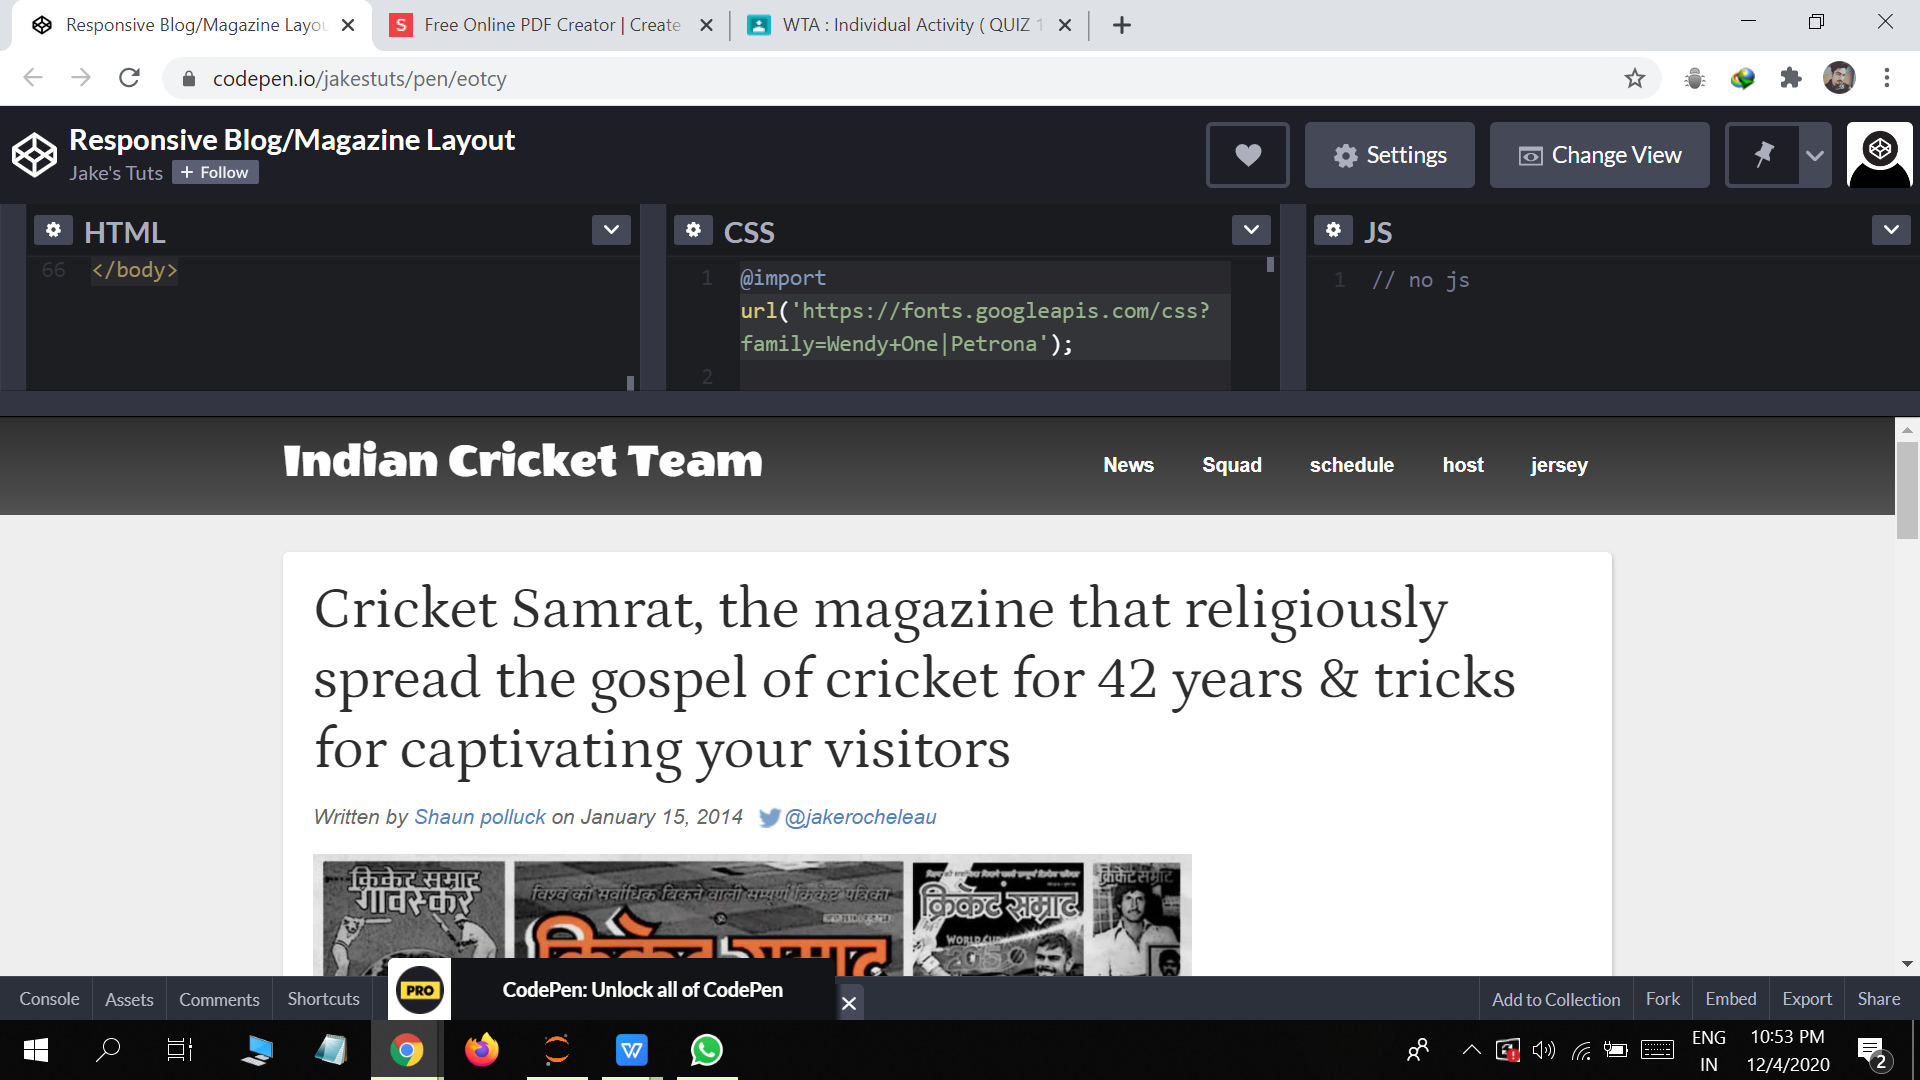 Responsive Blog/Magazine Layou
Free Online PDF Creator | Create
WTA : Individual Activity ( QUIZ 1
codepen.io/jakestuts/pen/eotcy
Responsive Blog/Magazine Layout
Jake's Tuts
+ Follow
Settings
Change View
HTML
CSS
JS
66 </body>
1 @import
url('https://fonts.googleapis.com/css?
family=Wendy+One|Petrona');
2
1 // no js
Indian Cricket Team
News
Squad
schedule
host
jersey
Cricket Samrat, the magazine that religiously
spread the gospel of cricket for 42 years & tricks
for captivating your visitors
Written by Shaun polluck on January 15, 2014 @jakerocheleau
क्रिकेट सम्राट
गावस्कर
विश्व की सर्वाधिक बिकने वाली सम्पूर्ण क्रिकेट पत्रिका
क्रिकेट सम्राट
क्रिकेट सम्राट
WORLD CUP
2015
क्रिकेट सम्राट
Console
Assets
Comments
Shortcuts
PRO
CodePen: Unlock all of CodePen
Add to Collection
Fork
Embed
Export
Share
ENG
IN
10:53 PM
12/4/2020
2